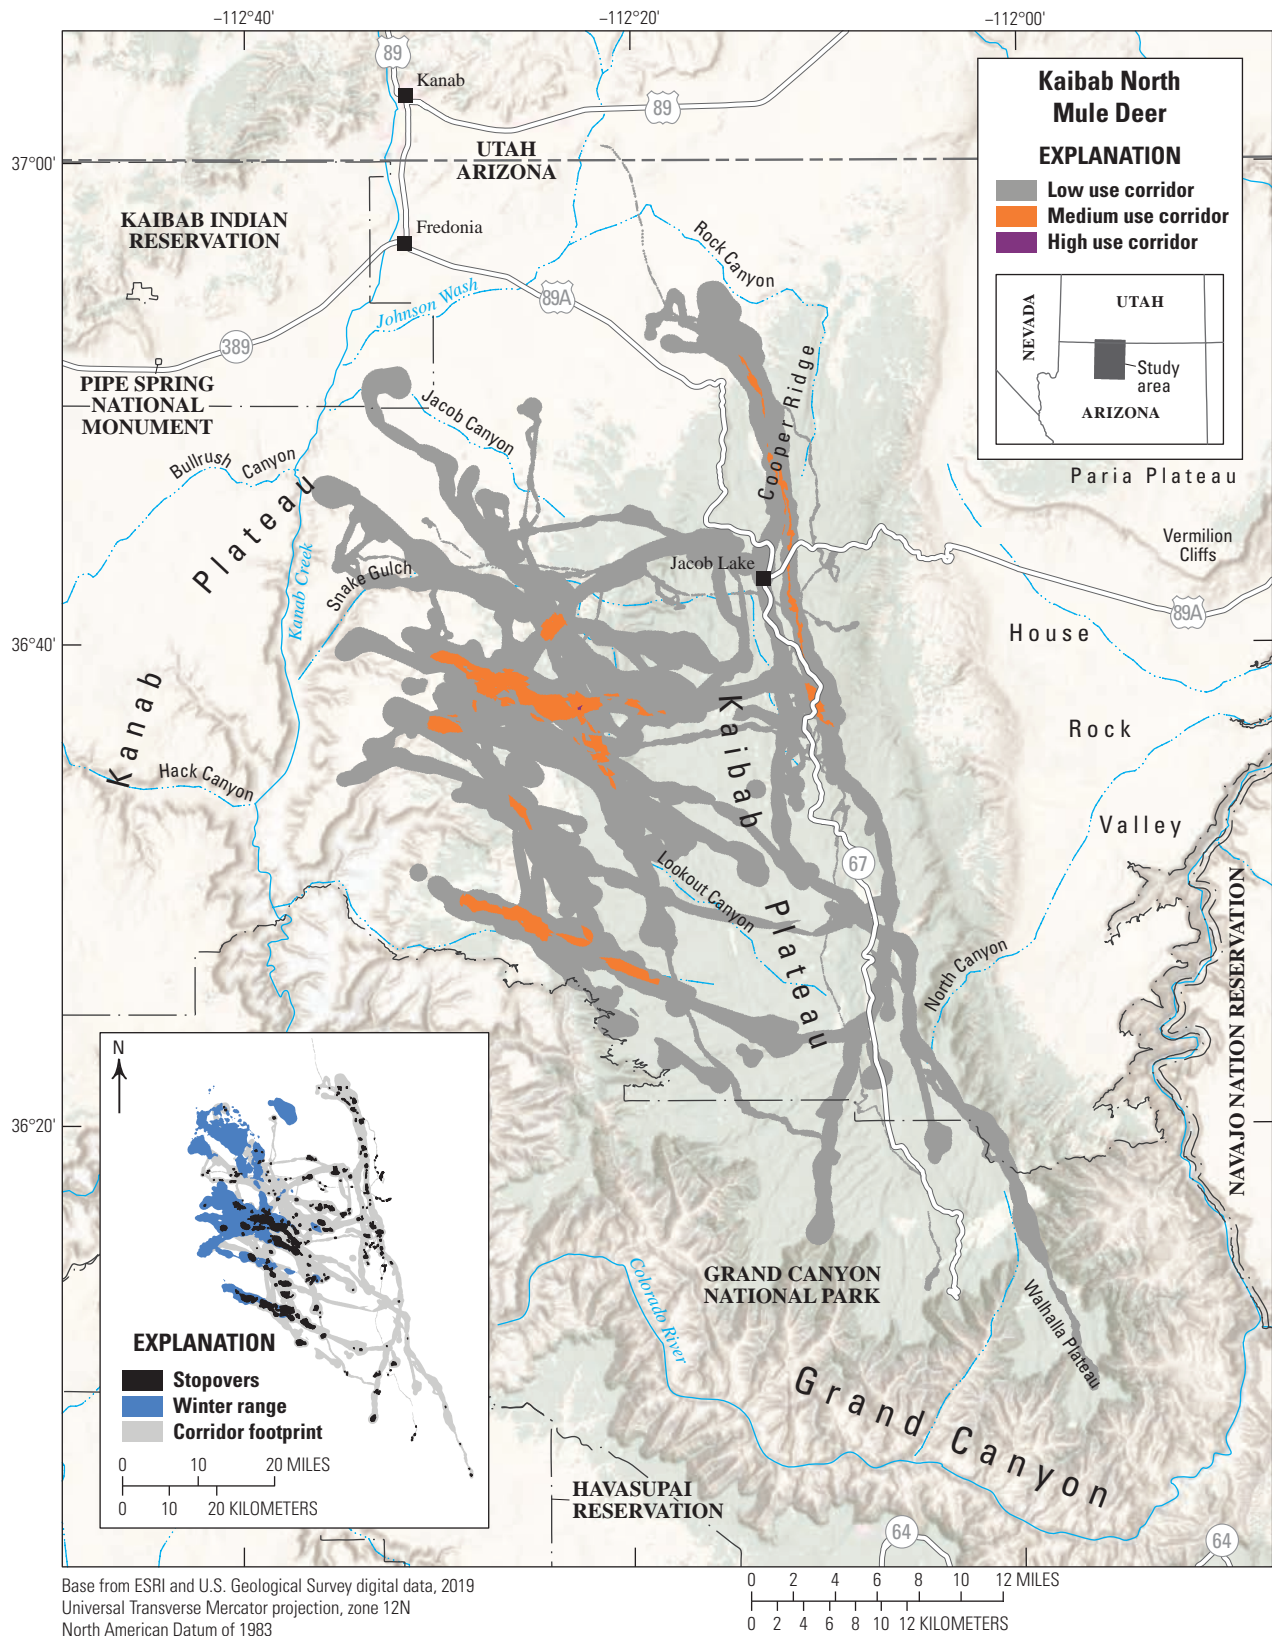 −112°40'
−112°20'
−112°00'
89
Kanab
89
Kaibab North
Mule Deer
EXPLANATION
Low use corridor
Medium use corridor
High use corridor
37°00'
UTAH
ARIZONA
KAIBAB INDIAN
RESERVATION
Fredonia
Rock Canyon
Johnson Wash
89A
389
NEVADA
UTAH
Study
area
ARIZONA
PIPE SPRING
NATIONAL
MONUMENT
Jacob Canyon
Cooper Ridge
Bullrush Canyon
Paria Plateau
Vermilion
Cliffs
Kanab Plateau
Kanab Creek
Snake Gulch
Jacob Lake
89A
36°40'
House
Rock
Valley
Kaibab Plateau
Hack Canyon
Lookout Canyon
67
North Canyon
NAVAJO NATION RESERVATION
36°20'
N
EXPLANATION
Stopovers
Winter range
Corridor footprint
0 10 20 MILES
0 10 20 KILOMETERS
GRAND CANYON
NATIONAL PARK
Colorado River
Walhalla Plateau
Grand Canyon
HAVASUPAI
RESERVATION
64
64
Base from ESRI and U.S. Geological Survey digital data, 2019
Universal Transverse Mercator projection, zone 12N
North American Datum of 1983
0 2 4 6 8 10 12 MILES
0 2 4 6 8 10 12 KILOMETERS